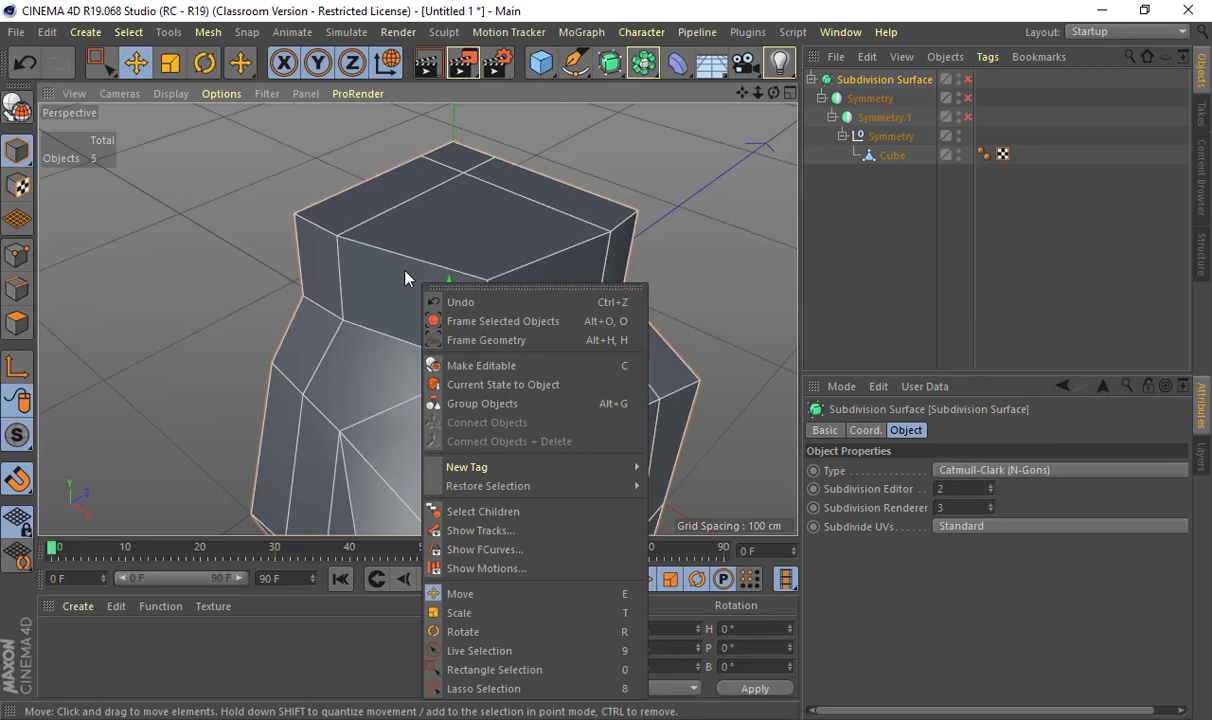 CINEMA 4D R19.068 Studio (RC - R19) (Classroom Version - Restricted License) - [Untitled 1 *] - Main
File Edit Create Select Tools Mesh Snap Animate Simulate Render Sculpt Motion Tracker MoGraph Character Pipeline Plugins Script Window Help Layout: Startup
X Y Z
File Edit View Objects Tags Bookmarks
View Cameras Display Options Filter Panel ProRender
Perspective
Total
Objects 5
Subdivision Surface
Symmetry
Symmetry.1
Symmetry
Cube
Objects
Takes
Content Browser
Structure
Undo Ctrl+Z
Frame Selected Objects Alt+O, O
Frame Geometry Alt+H, H
Make Editable C
Current State to Object
Group Objects Alt+G
Connect Objects
Connect Objects + Delete
New Tag
Restore Selection
Select Children
Show Tracks...
Show FCurves...
Show Motions...
Move E
Scale T
Rotate R
Live Selection 9
Rectangle Selection 0
Lasso Selection 8
Mode Edit User Data
Subdivision Surface [Subdivision Surface]
Basic Coord. Object
Object Properties
Type Catmull-Clark (N-Gons)
Subdivision Editor 2
Subdivision Renderer 3
Subdivide UVs Standard
Attributes
Layers
Y Z X
Grid Spacing : 100 cm
0 10 20 30 40 90 0 F
0 F 0 F 90 F 90 F
P
Create Edit Function Texture
Rotation
H 0 °
P 0 °
B 0 °
Apply
MAXON CINEMA 4D
Move: Click and drag to move elements. Hold down SHIFT to quantize movement / add to the selection in point mode, CTRL to remove.